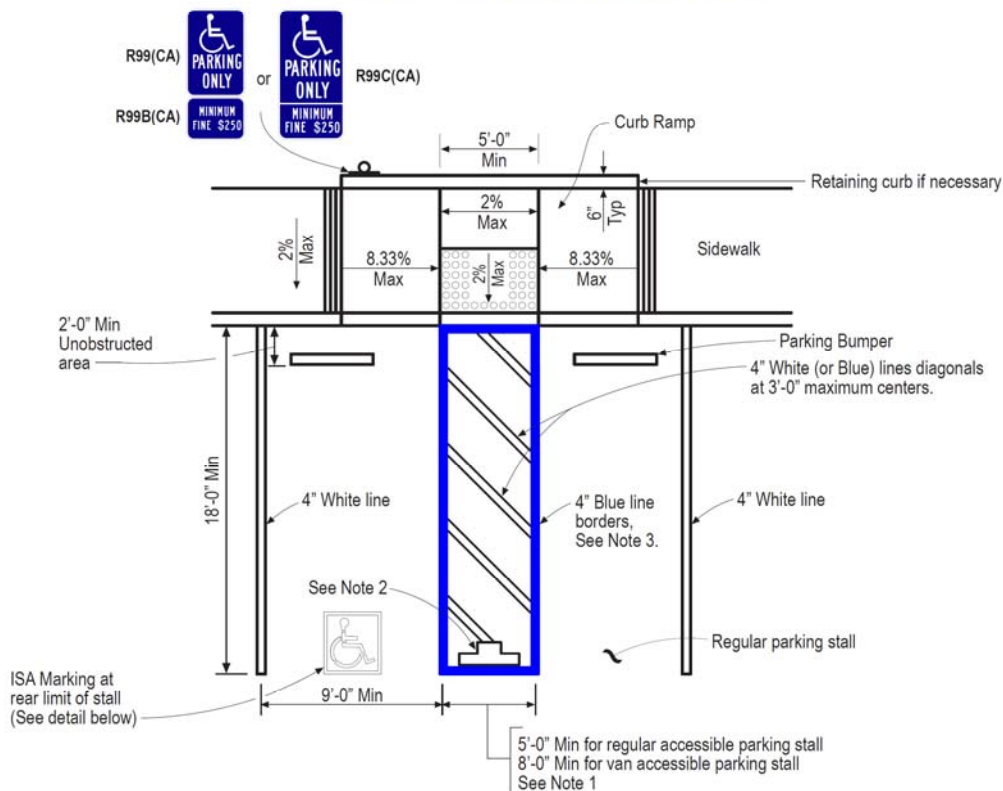 R99(CA)
PARKING
ONLY
R99B(CA)
MINIMUM
FINE $250
or
PARKING
ONLY
MINIMUM
FINE $250
R99C(CA)
5'-0"
Min
Curb Ramp
Retaining curb if necessary
2%
Max
6"
Typ
2%
Max
8.33%
Max
2%
Max
8.33%
Max
Sidewalk
2'-0" Min
Unobstructed
area
Parking Bumper
4" White (or Blue) lines diagonals
at 3'-0" maximum centers.
18'-0" Min
4" White line
4" Blue line
borders,
See Note 3.
4" White line
See Note 2
Regular parking stall
ISA Marking at
rear limit of stall
(See detail below)
9'-0" Min
5'-0" Min for regular accessible parking stall
8'-0" Min for van accessible parking stall
See Note 1